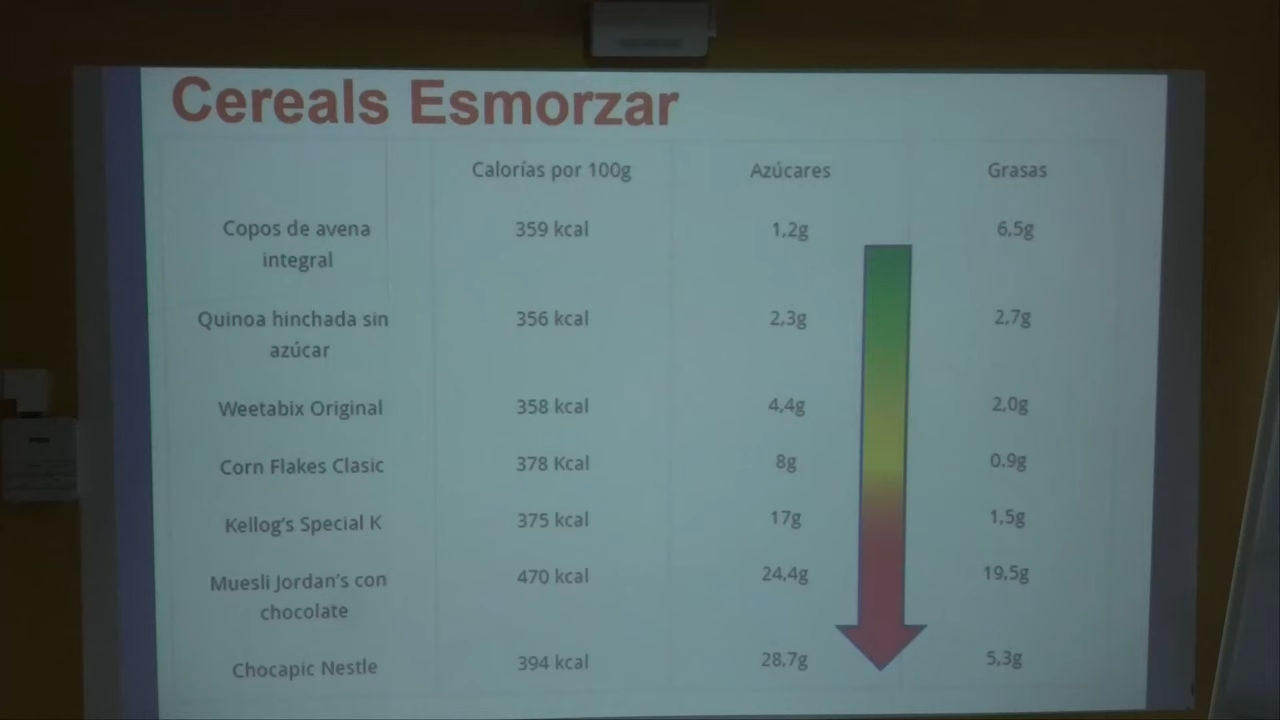 Cereals Esmorzar
Calorías por 100g Azúcares Grasas
Copos de avena 359 kcal 1,2g 6,5g
integral
Quinoa hinchada sin 356 kcal 2,3g 2,7g
azúcar
Weetabix Original 358 kcal 4,4g 2,0g
Corn Flakes Clasic 378 Kcal 8g 0.9g
Kellog's Special K 375 kcal 17g 1,5g
Muesli Jordan's con 470 kcal 24,4g 19,5g
chocolate
Chocapic Nestle 394 kcal 28,7g 5,3g